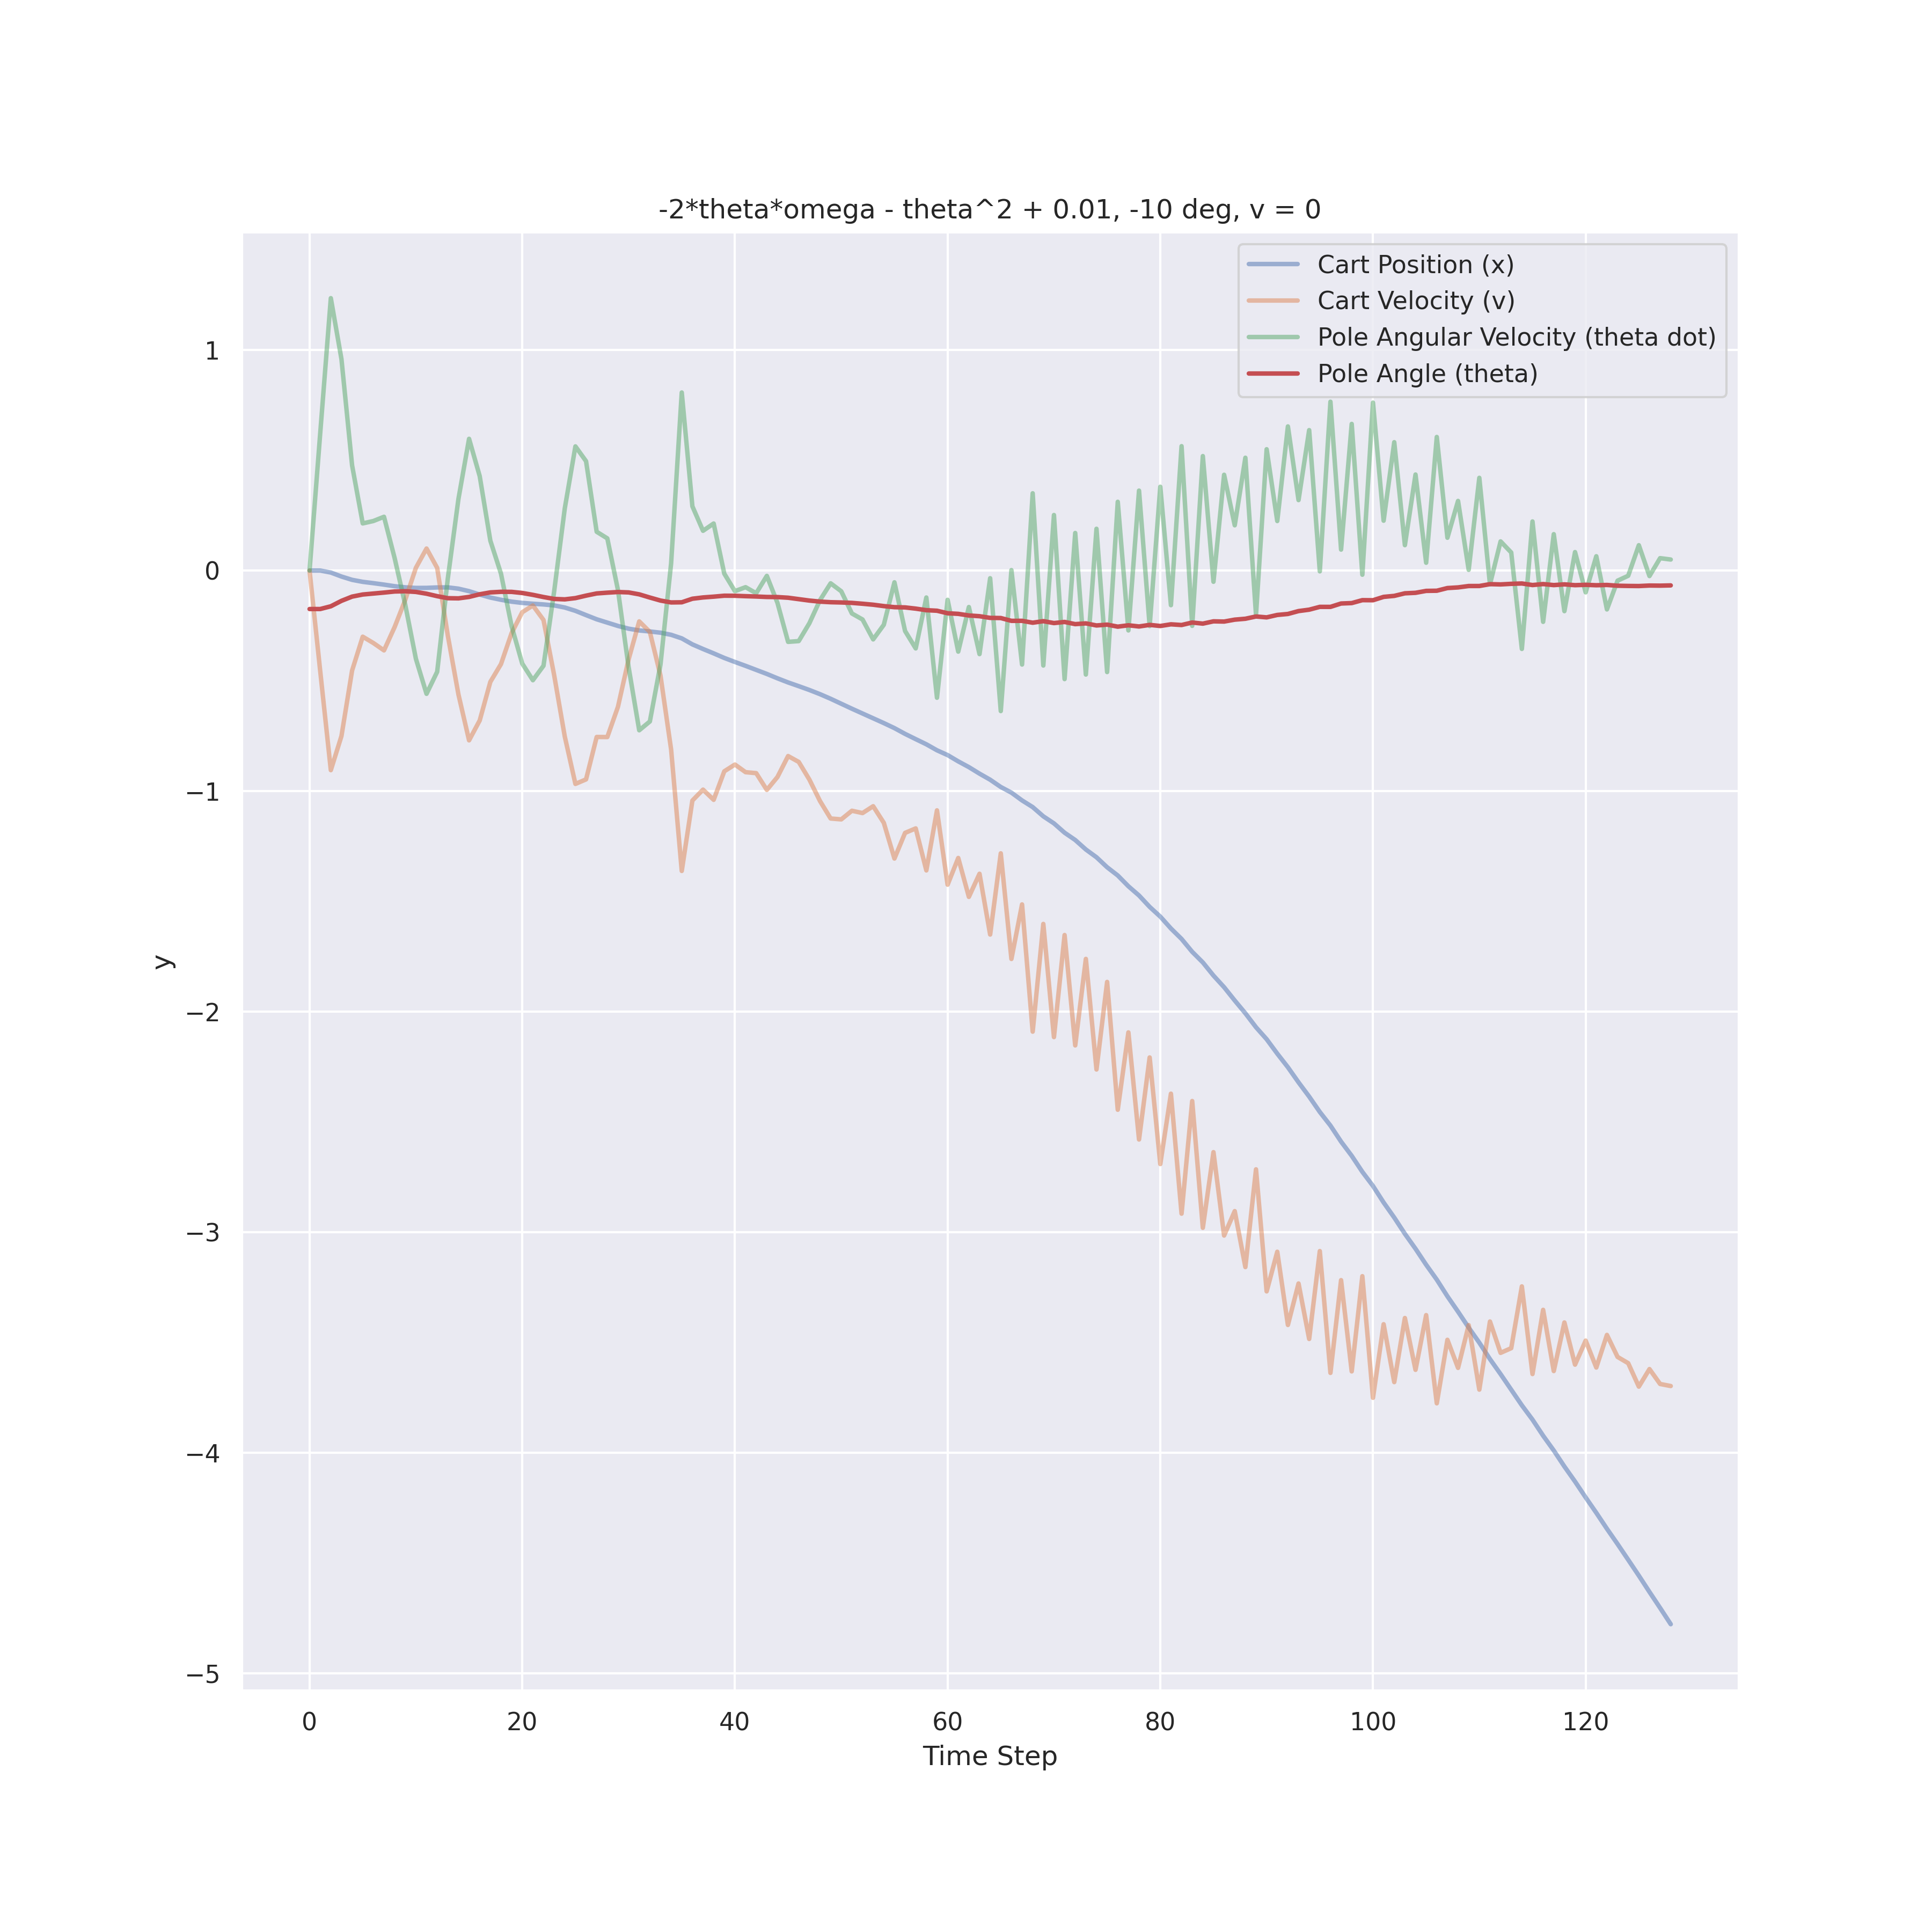 -2*theta*omega - theta^2 + 0.01, -10 deg, v = 0
Cart Position (x)
Cart Velocity (v)
Pole Angular Velocity (theta dot)
Pole Angle (theta)
1
0
−1
−2
−3
−4
−5
y
0 20 40 60 80 100 120
Time Step